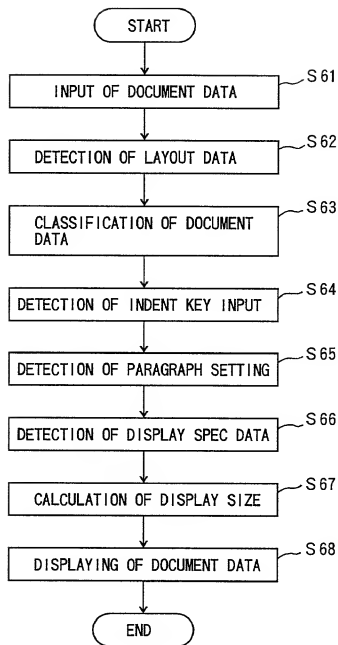 START
S61
INPUT OF DOCUMENT DATA
S62
DETECTION OF LAYOUT DATA
S63
CLASSIFICATION OF DOCUMENT
DATA
S64
DETECTION OF INDENT KEY INPUT
S65
DETECTION OF PARAGRAPH SETTING
S66
DETECTION OF DISPLAY SPEC DATA
S67
CALCULATION OF DISPLAY SIZE
S68
DISPLAYING OF DOCUMENT DATA
END